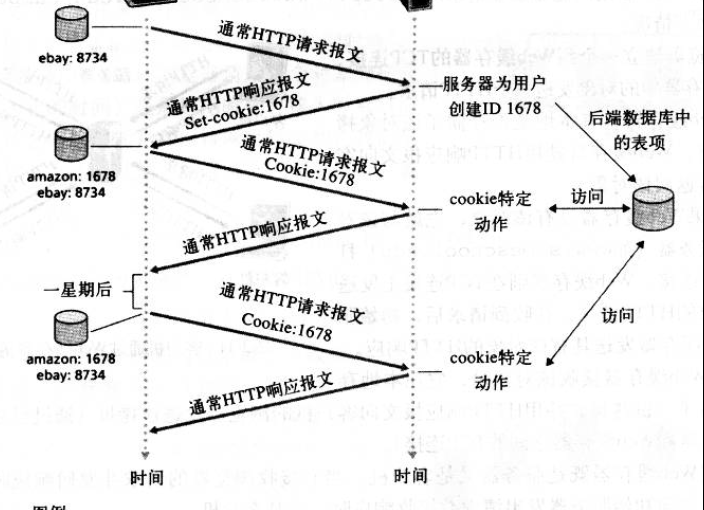 通常HTTP请求报文
ebay: 8734
服务器为用户
创建ID 1678
通常HTTP响应报文
Set-cookie:1678
后端数据库中
的表项
通常HTTP请求报文
Cookie:1678
amazon: 1678
ebay: 8734
cookie特定
动作
访问
通常HTTP响应报文
一星期后
通常HTTP请求报文
Cookie:1678
访问
amazon: 1678
ebay: 8734
cookie特定
动作
通常HTTP响应报文
时间
时间